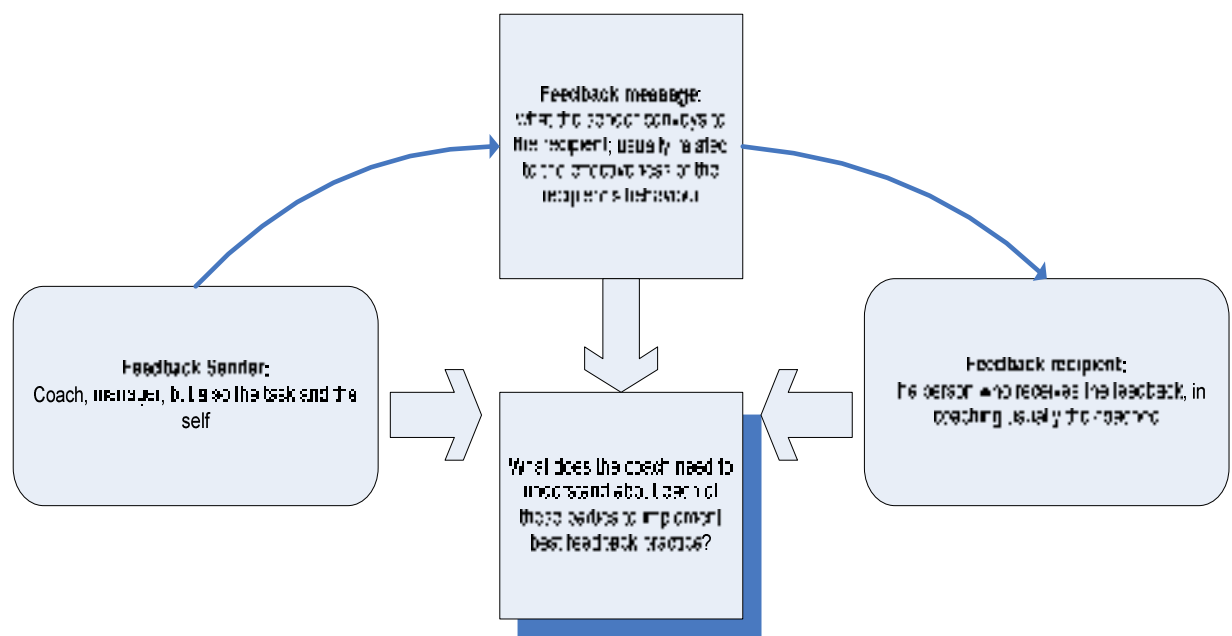 Feedback message:
what the sender conveys to
the recipient; usually related
to the effectiveness of the
recipient's behaviour
Feedback Sender:
Coach, manager, but also the task and the
self
Feedback recipient:
The person who receives the feedback, in
coaching usually the coachee
What does the coach need to
understand about each of
these parties to implement
best feedback practice?